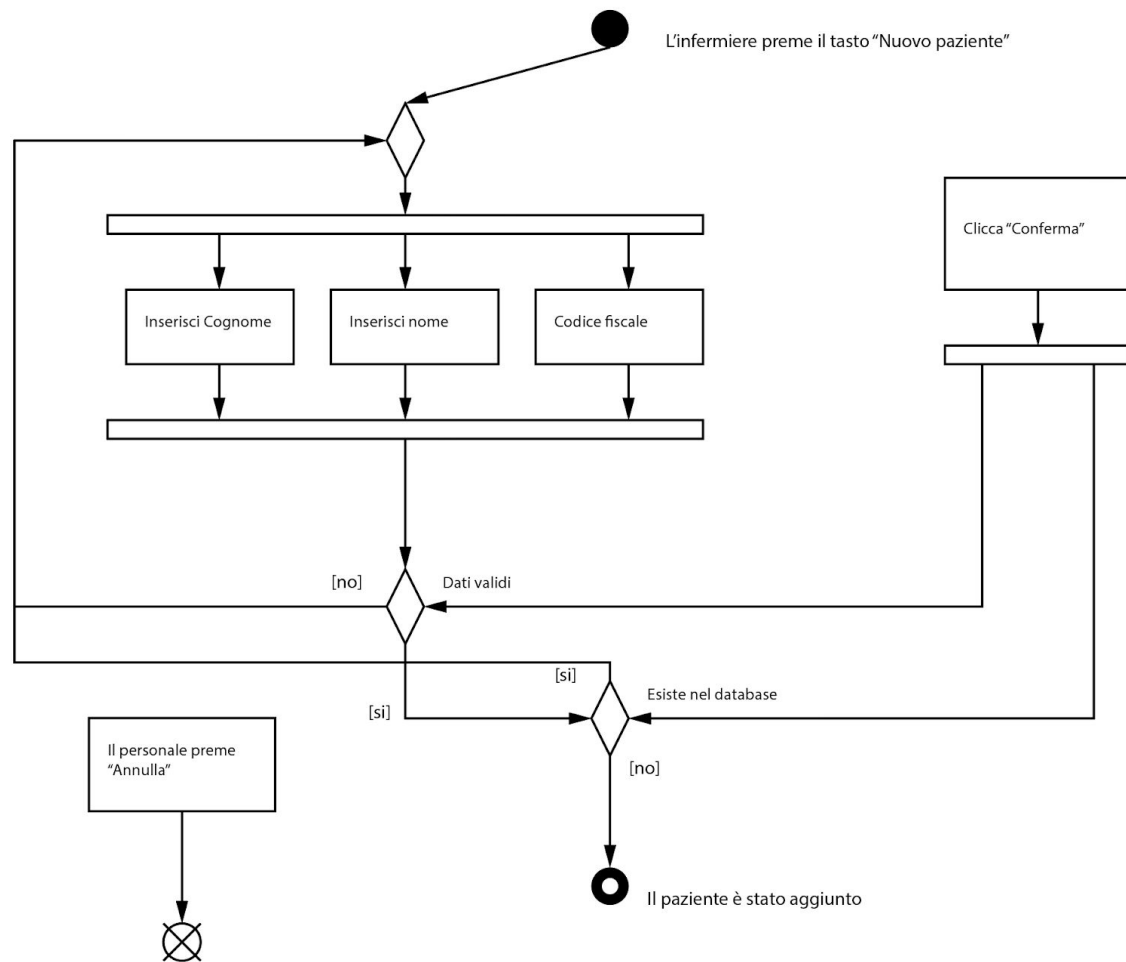 L'infermiere preme il tasto “Nuovo paziente”
Clicca “Conferma”
Inserisci Cognome
Inserisci nome
Codice fiscale
[no]
Dati validi
[si]
Esiste nel database
[si]
Il personale preme
“Annulla”
[no]
Il paziente è stato aggiunto